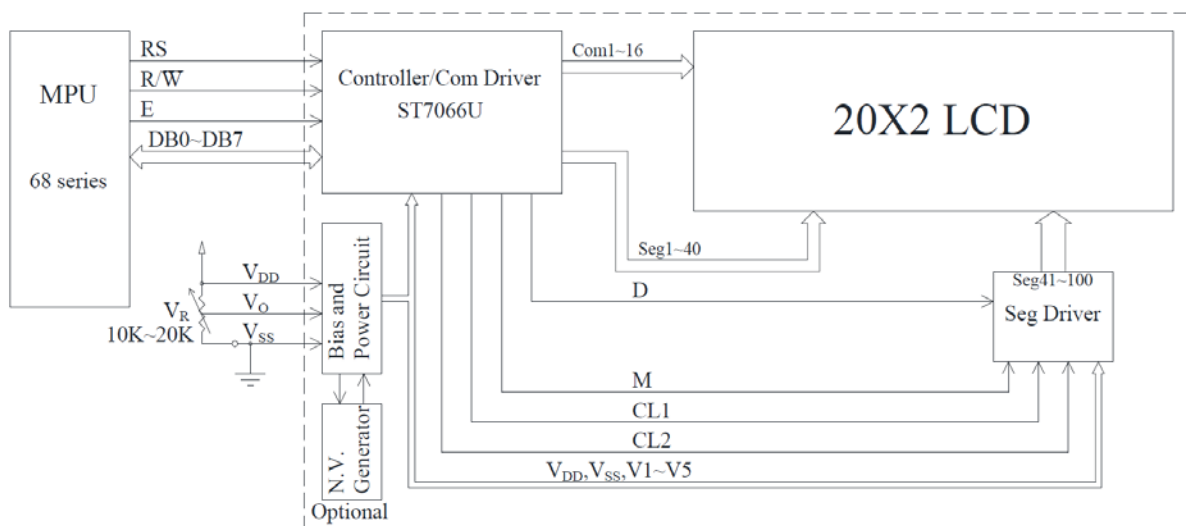 MPU
68 series
RS
R/W̅
E
DB0~DB7
Controller/Com Driver
ST7066U
Com1~16
20X2 LCD
Seg1~40
Seg41~100
Seg Driver
D
M
CL1
CL2
VDD,VSS,V1~V5
VDD
VO
VR
10K~20K
VSS
Bias and
Power Circuit
N.V.
Generator
Optional